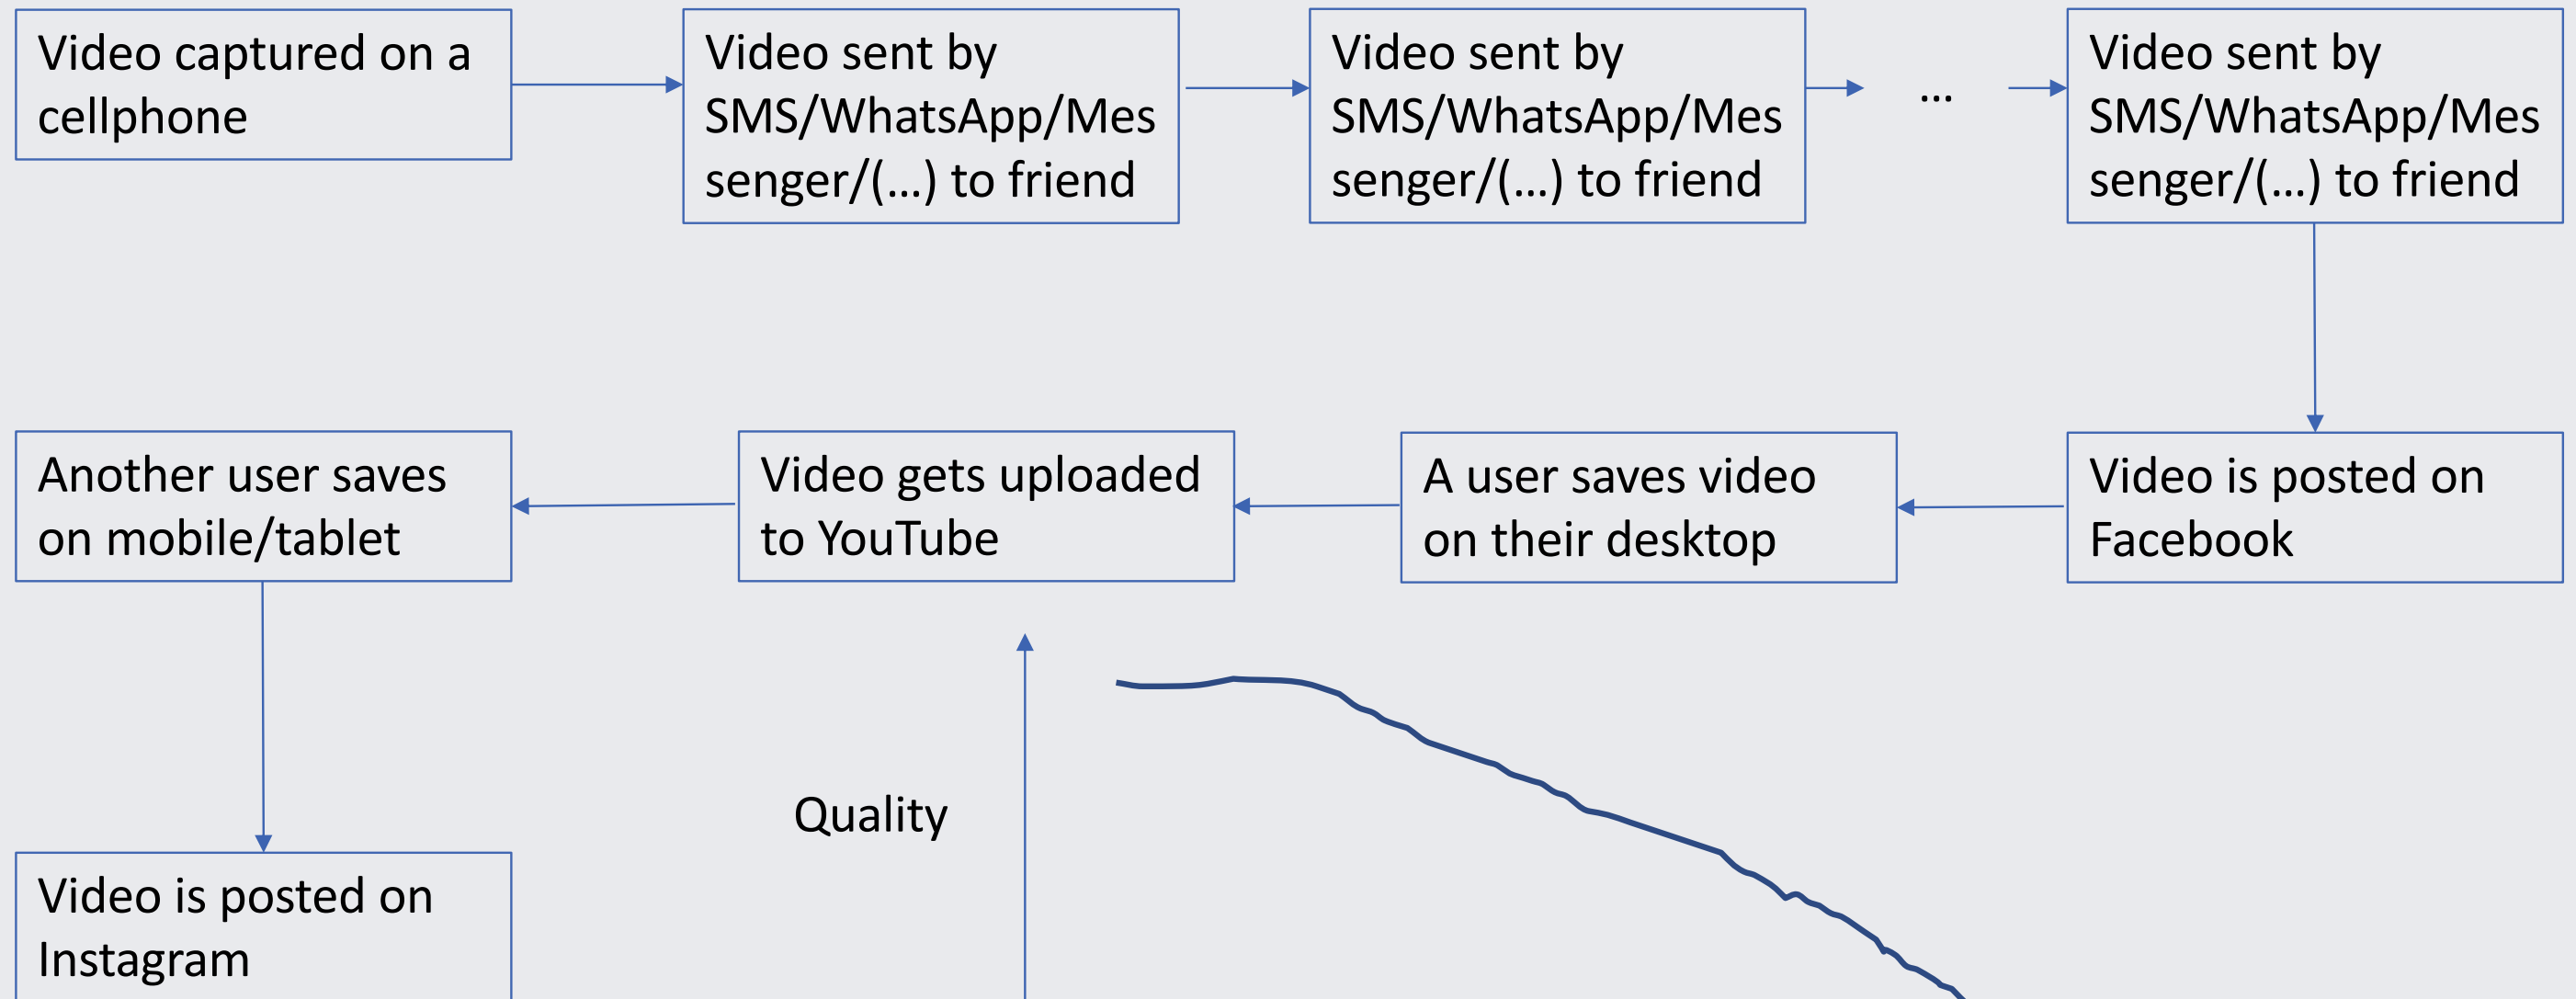 Video captured on a
cellphone
Video sent by
SMS/WhatsApp/Mes
senger/(...) to friend
Video sent by
SMS/WhatsApp/Mes
senger/(...) to friend
...
Video sent by
SMS/WhatsApp/Mes
senger/(...) to friend
Another user saves
on mobile/tablet
Video gets uploaded
to YouTube
A user saves video
on their desktop
Video is posted on
Facebook
Quality
Video is posted on
Instagram